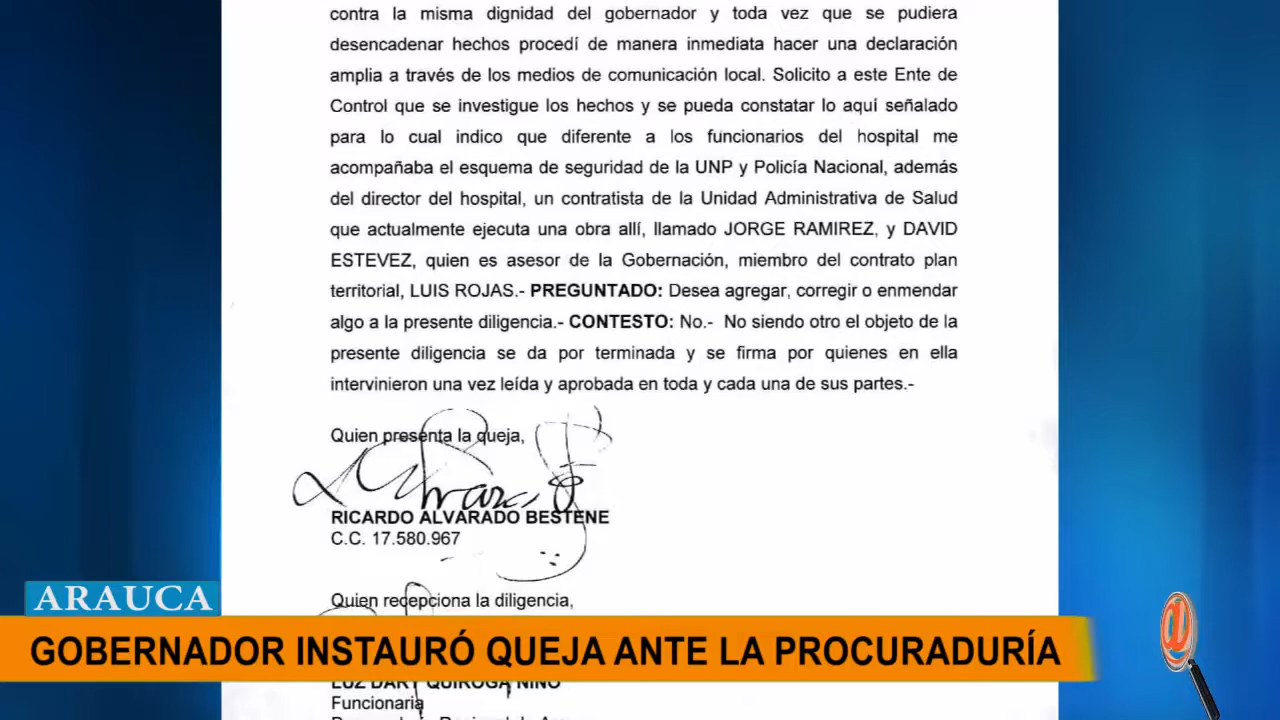 contra la misma dignidad del gobernador y toda vez que se pudiera
desencadenar hechos procedí de manera inmediata hacer una declaración
amplia a través de los medios de comunicación local. Solicito a este Ente de
Control que se investigue los hechos y se pueda constatar lo aquí señalado
para lo cual indico que diferente a los funcionarios del hospital me
acompañaba el esquema de seguridad de la UNP y Policía Nacional, además
del director del hospital, un contratista de la Unidad Administrativa de Salud
que actualmente ejecuta una obra allí, llamado JORGE RAMIREZ, y DAVID
ESTEVEZ, quien es asesor de la Gobernación, miembro del contrato plan
territorial, LUIS ROJAS.- PREGUNTADO: Desea agregar, corregir o enmendar
algo a la presente diligencia.- CONTESTO: No.- No siendo otro el objeto de la
presente diligencia se da por terminada y se firma por quienes en ella
intervinieron una vez leída y aprobada en toda y cada una de sus partes.-
Quien presenta la queja,
RICARDO ALVARADO BESTENE
C.C. 17.580.967
Quien recepciona la diligencia,
ARAUCA
GOBERNADOR INSTAURÓ QUEJA ANTE LA PROCURADURÍA
LUZ DARY QUIROGA NIÑO
Funcionaria